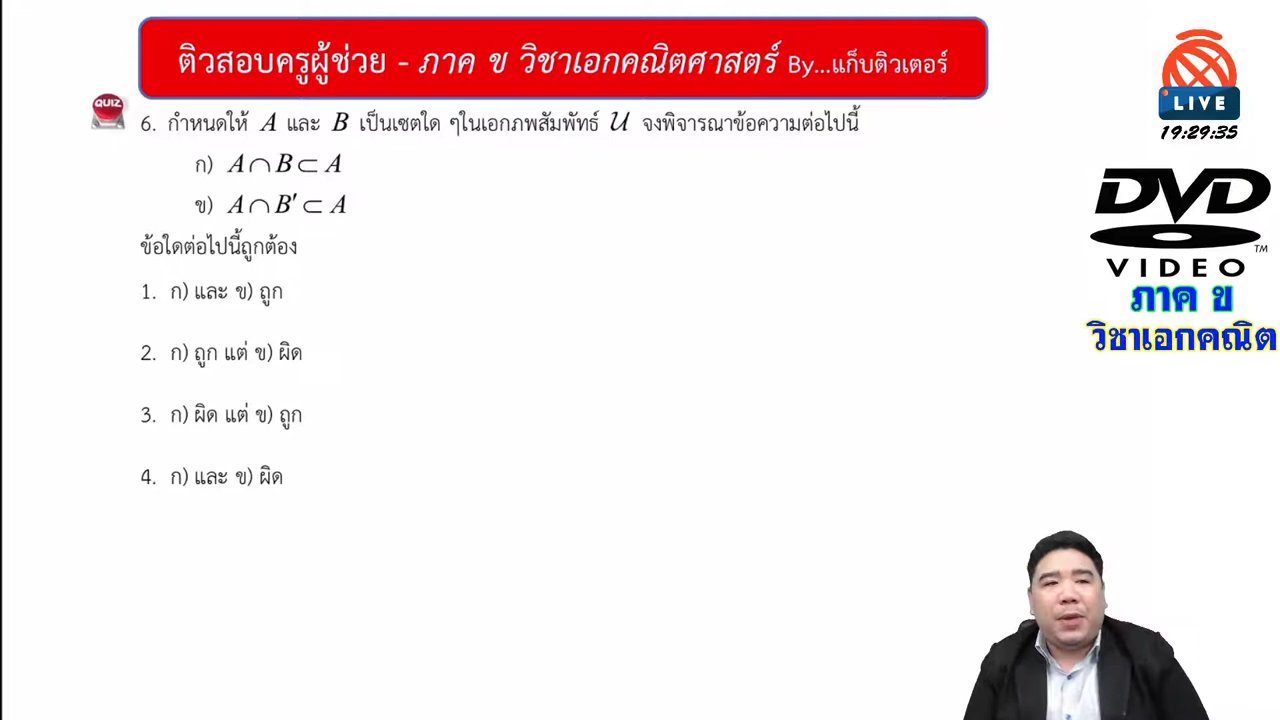 ติวสอบครูผู้ช่วย - ภาค ข วิชาเอกคณิตศาสตร์ By...แก็บติวเตอร์
QUIZ
6. กำหนดให้ A และ B เป็นเซตใด ๆในเอกภพสัมพัทธ์ U จงพิจารณาข้อความต่อไปนี้
ก) A∩B⊂A
ข) A∩B′⊂A
ข้อใดต่อไปนี้ถูกต้อง
1. ก) และ ข) ถูก
2. ก) ถูก แต่ ข) ผิด
3. ก) ผิด แต่ ข) ถูก
4. ก) และ ข) ผิด
LIVE
19:29:35
DVD
TM
VIDEO
ภาค ข
วิชาเอกคณิต